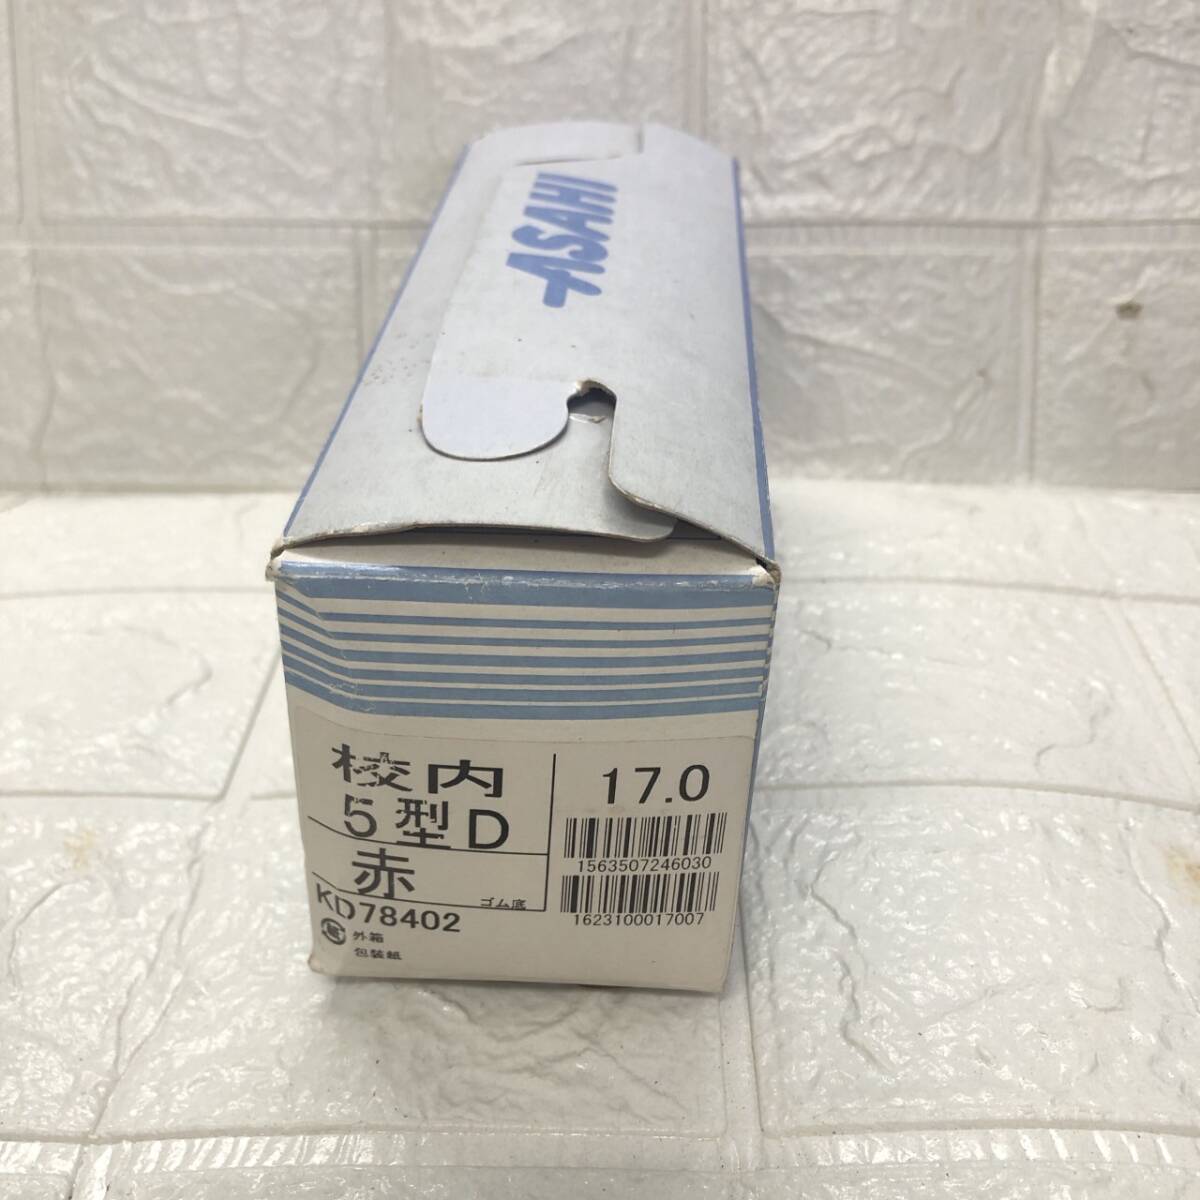 ASAHI
校内
5型D
赤
ゴム底
KD78402
紙
外箱
包装紙
17.0
1563507246030
1623100017007